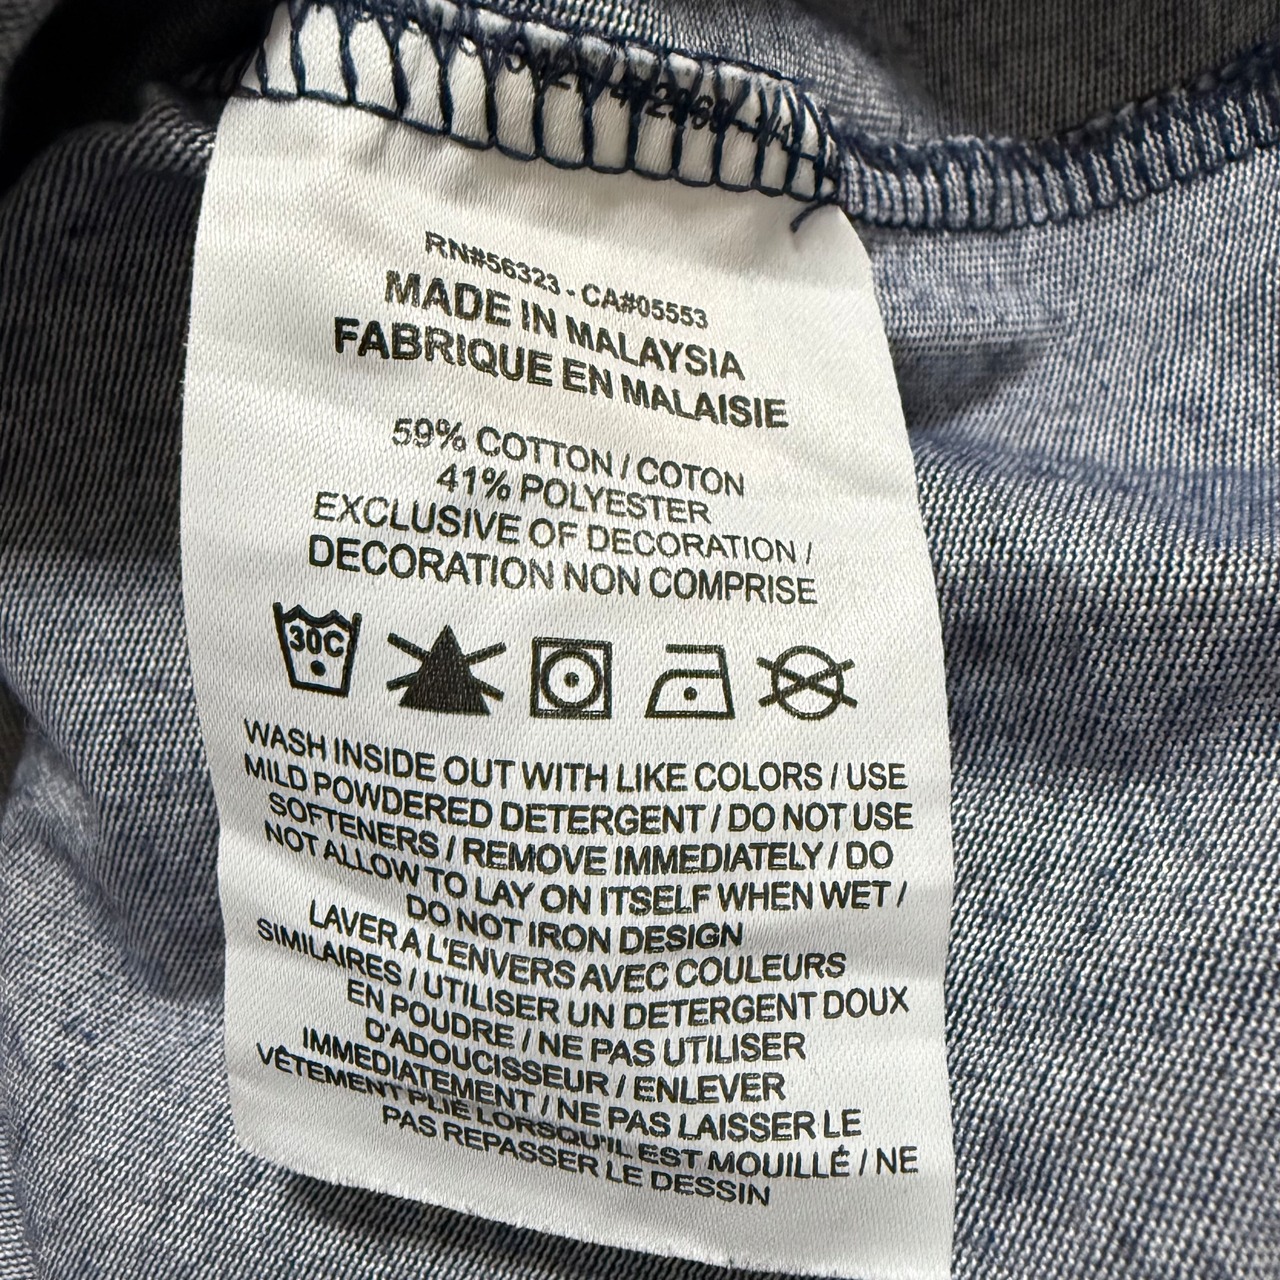 RN#56323 - CA#05553
MADE IN MALAYSIA
FABRIQUE EN MALAISIE
59% COTTON / COTON
41% POLYESTER
EXCLUSIVE OF DECORATION /
DECORATION NON COMPRISE
30C
WASH INSIDE OUT WITH LIKE COLORS / USE
MILD POWDERED DETERGENT / DO NOT USE
SOFTENERS / REMOVE IMMEDIATELY / DO
NOT ALLOW TO LAY ON ITSELF WHEN WET /
DO NOT IRON DESIGN
LAVER A L'ENVERS AVEC COULEURS
SIMILAIRES / UTILISER UN DETERGENT DOUX
EN POUDRE / NE PAS UTILISER
D'ADOUCISSEUR / ENLEVER
IMMEDIATEMENT / NE PAS LAISSER LE
VÊTEMENT PLIE LORSQU'IL EST MOUILLÉ / NE
PAS REPASSER LE DESSIN